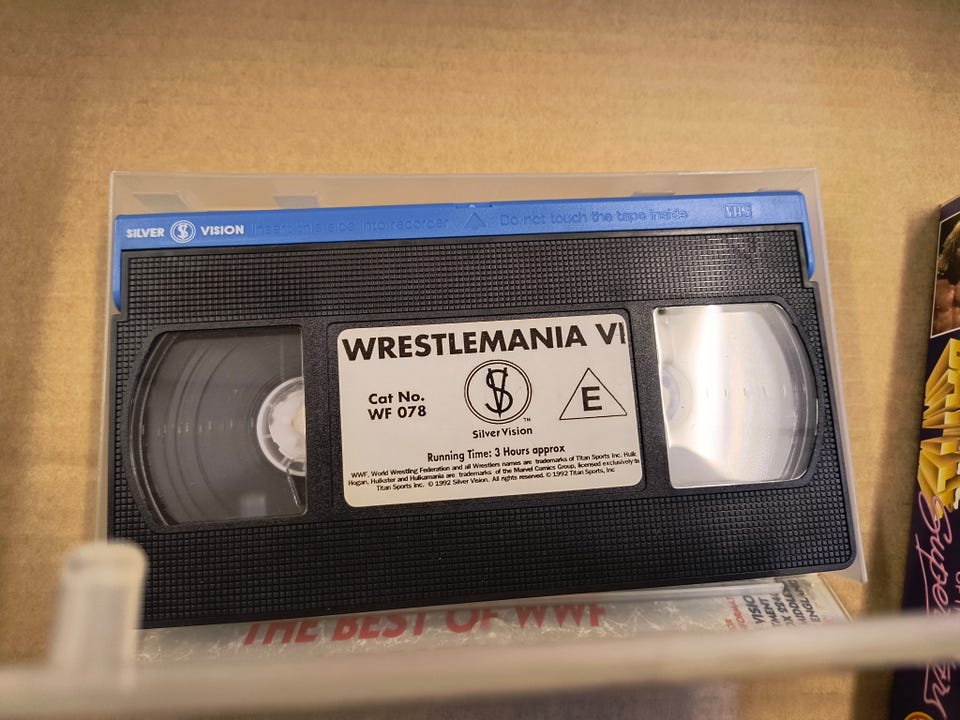 SILVER VISION Insert this side into recorder Do not touch the tape inside VHS
WRESTLEMANIA VI
Cat No.
WF 078
E
Silver Vision
Running Time: 3 Hours approx
WWF, World Wrestling Federation and all Wrestlers names are trademarks of Titan Sports Inc. Hulk
Hogan, Hulkster and Hulkamania are trademarks of the Marvel Comics Group, licensed exclusively to
Titan Sports Inc. © 1992 Silver Vision. All rights reserved. © 1992 Titan Sports Inc.
THE BEST OF WWF